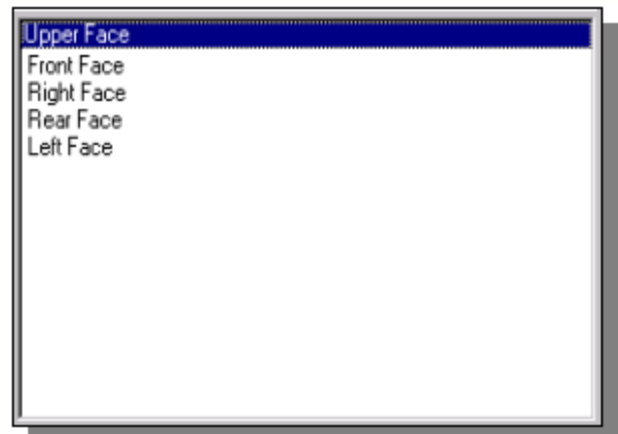 Upper Face
Front Face
Right Face
Rear Face
Left Face